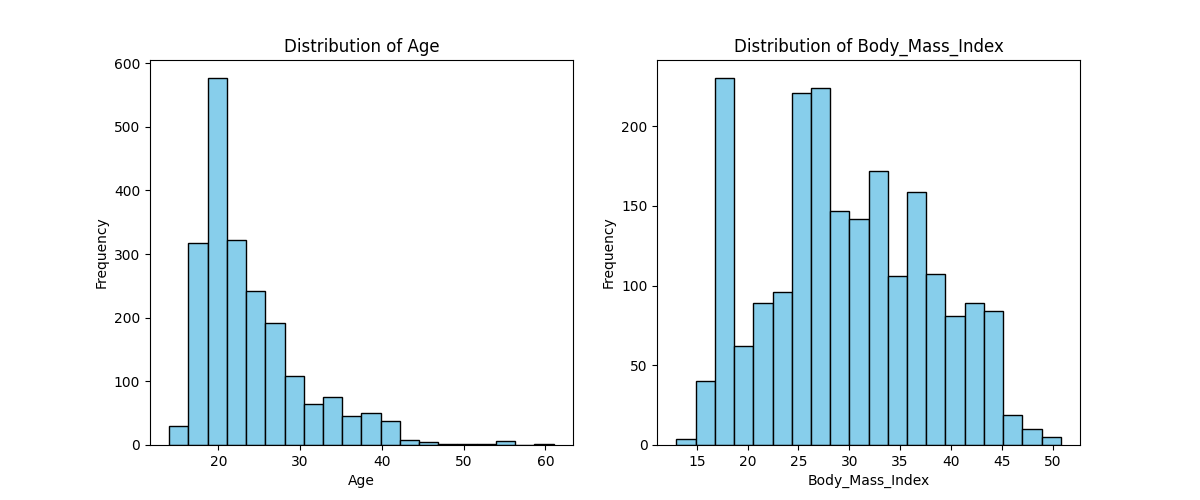 Distribution of Age
600
500
400
300
200
100
0
Frequency
20 30 40 50 60
Age
Distribution of Body_Mass_Index
200
150
100
50
0
Frequency
15 20 25 30 35 40 45 50
Body_Mass_Index